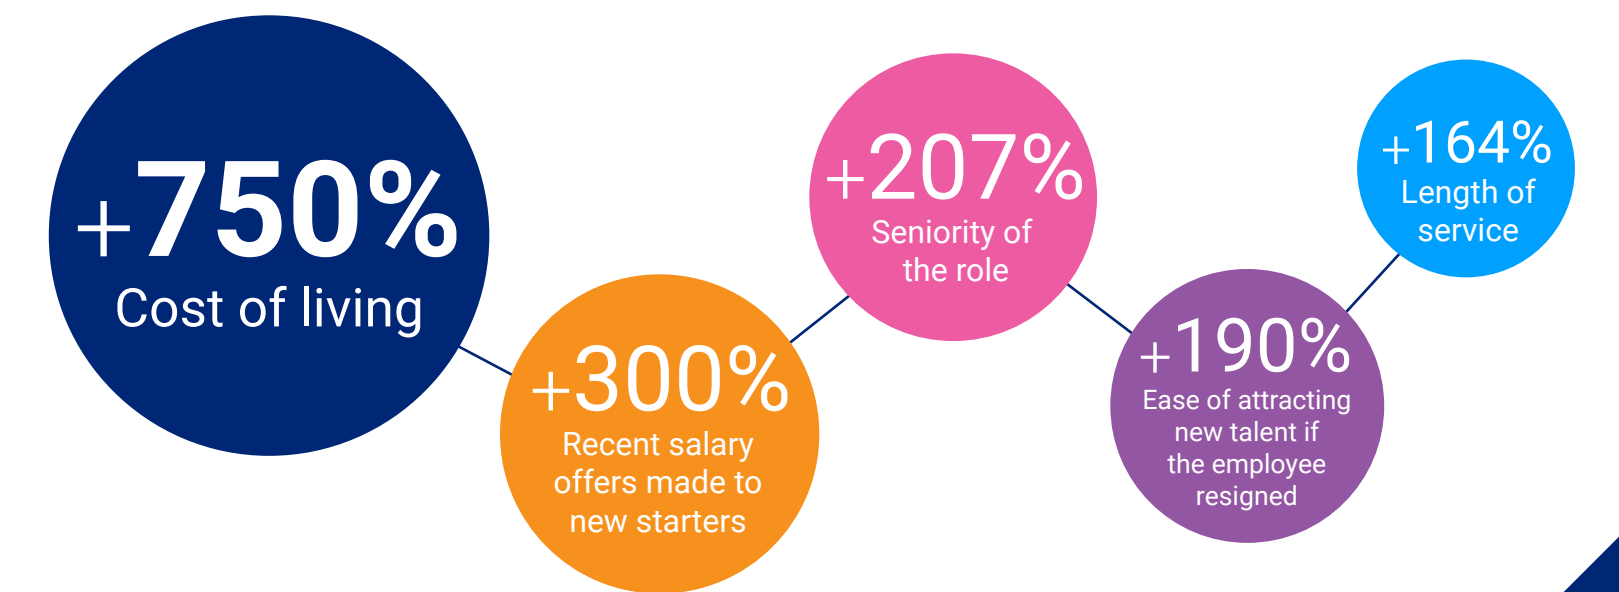 +750%
Cost of living
+300%
Recent salary
offers made to
new starters
+207%
Seniority of
the role
+190%
Ease of attracting
new talent if
the employee
resigned
+164%
Length of
service